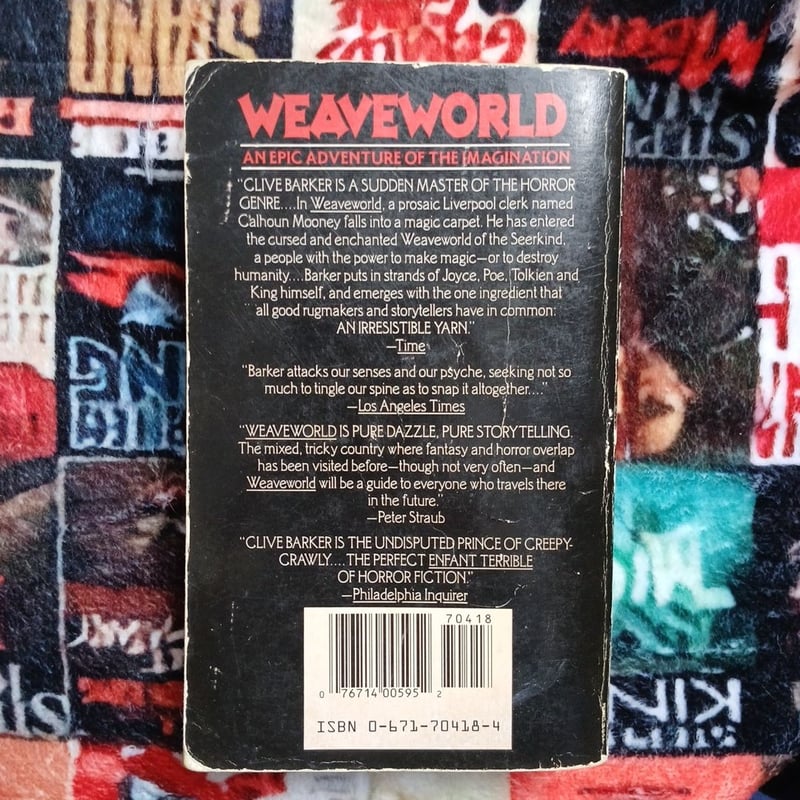 WEAVEWORLD
AN EPIC ADVENTURE OF THE IMAGINATION
"CLIVE BARKER IS A SUDDEN MASTER OF THE HORROR
GENRE....In Weaveworld, a prosaic Liverpool clerk named
Calhoun Mooney falls into a magic carpet. He has entered
the cursed and enchanted Weaveworld of the Seerkind,
a people with the power to make magic—or to destroy
humanity....Barker puts in strands of Joyce, Poe, Tolkien and
King himself, and emerges with the one ingredient that
all good rugmakers and storytellers have in common:
AN IRRESISTIBLE YARN."
—Time
"Barker attacks our senses and our psyche, seeking not so
much to tingle our spine as to snap it altogether...."
—Los Angeles Times
"WEAVEWORLD IS PURE DAZZLE, PURE STORYTELLING.
The mixed, tricky country where fantasy and horror overlap
has been visited before—though not very often—and
Weaveworld will be a guide to everyone who travels there
in the future."
—Peter Straub
"CLIVE BARKER IS THE UNDISPUTED PRINCE OF CREEPY-
CRAWLY....THE PERFECT ENFANT TERRIBLE
OF HORROR FICTION."
—Philadelphia Inquirer
70418
0 76714 00595 2
ISBN 0-671-70418-4